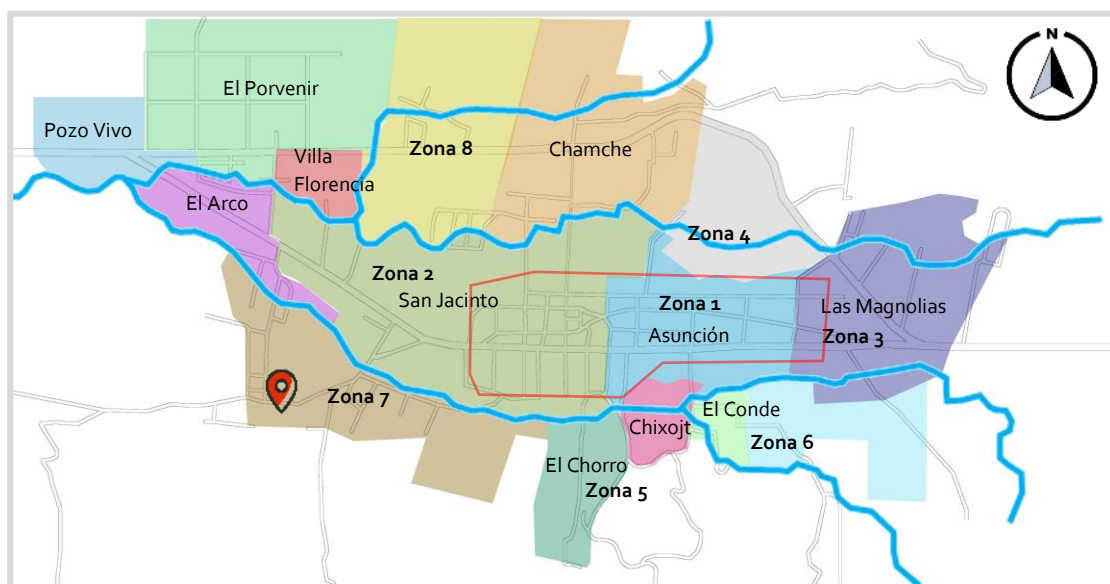 N
El Porvenir
Pozo Vivo
Villa
Florencia
Zona 8
Chamche
El Arco
Zona 4
Zona 2
San Jacinto
Zona 1
Asunción
Las Magnolias
Zona 3
Zona 7
Chixojt
El Conde
Zona 6
El Chorro
Zona 5